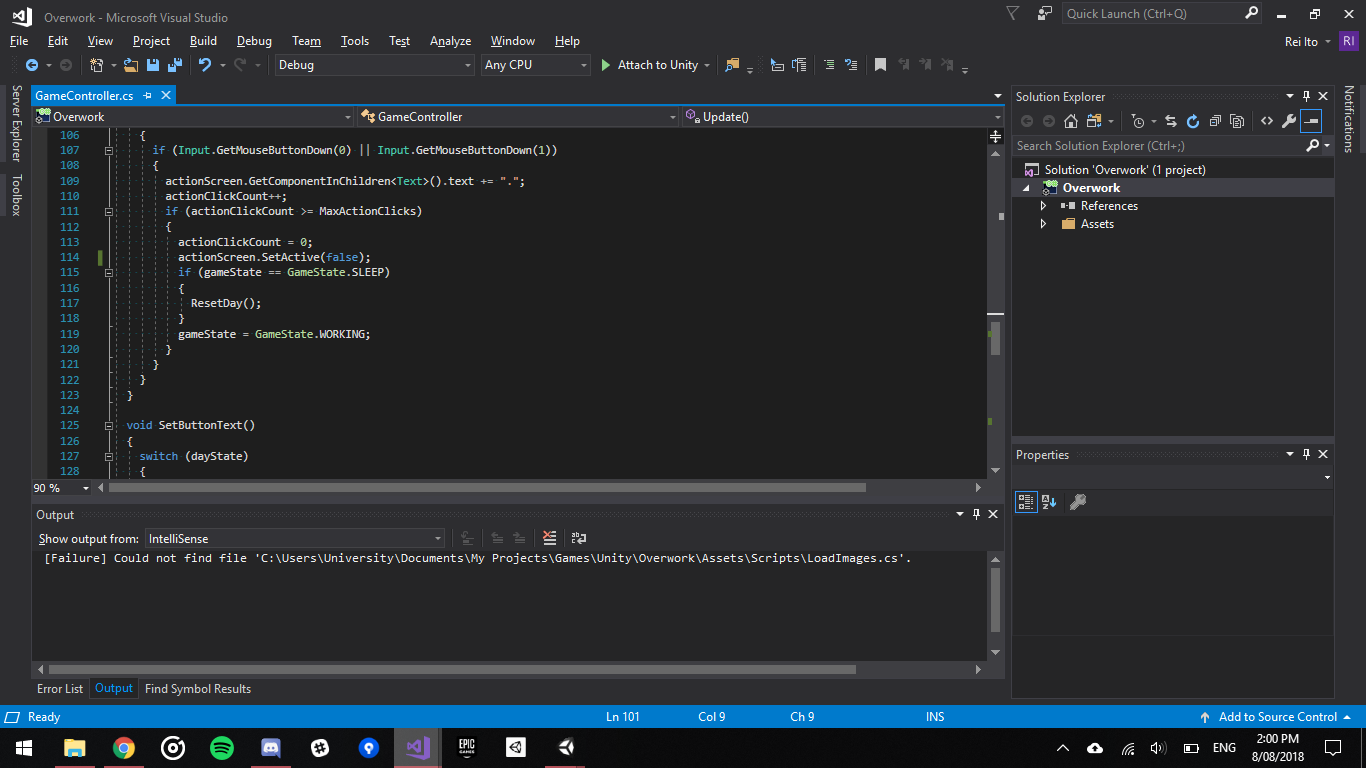 Overwork - Microsoft Visual Studio
Quick Launch (Ctrl+Q)
File Edit View Project Build Debug Team Tools Test Analyze Window Help
Rei Ito RI
Debug Any CPU Attach to Unity
Server Explorer
Toolbox
GameController.cs
Overwork GameController Update()
106 {
107 if (Input.GetMouseButtonDown(0) || Input.GetMouseButtonDown(1))
108 {
109 actionScreen.GetComponentInChildren<Text>().text += ".";
110 actionClickCount++;
111 if (actionClickCount >= MaxActionClicks)
112 {
113 actionClickCount = 0;
114 actionScreen.SetActive(false);
115 if (gameState == GameState.SLEEP)
116 {
117 ResetDay();
118 }
119 gameState = GameState.WORKING;
120 }
121 }
122 }
123 }
124
125 void SetButtonText()
126 {
127 switch (dayState)
128 {
90 %
Output
Show output from: IntelliSense
[Failure] Could not find file 'C:\Users\University\Documents\My Projects\Games\Unity\Overwork\Assets\Scripts\LoadImages.cs'.
Error List Output Find Symbol Results
Solution Explorer
Search Solution Explorer (Ctrl+;)
Solution 'Overwork' (1 project)
Overwork
References
Assets
Properties
Notifications
Ready Ln 101 Col 9 Ch 9 INS Add to Source Control
EPIC GAMES
ENG
2:00 PM
8/08/2018